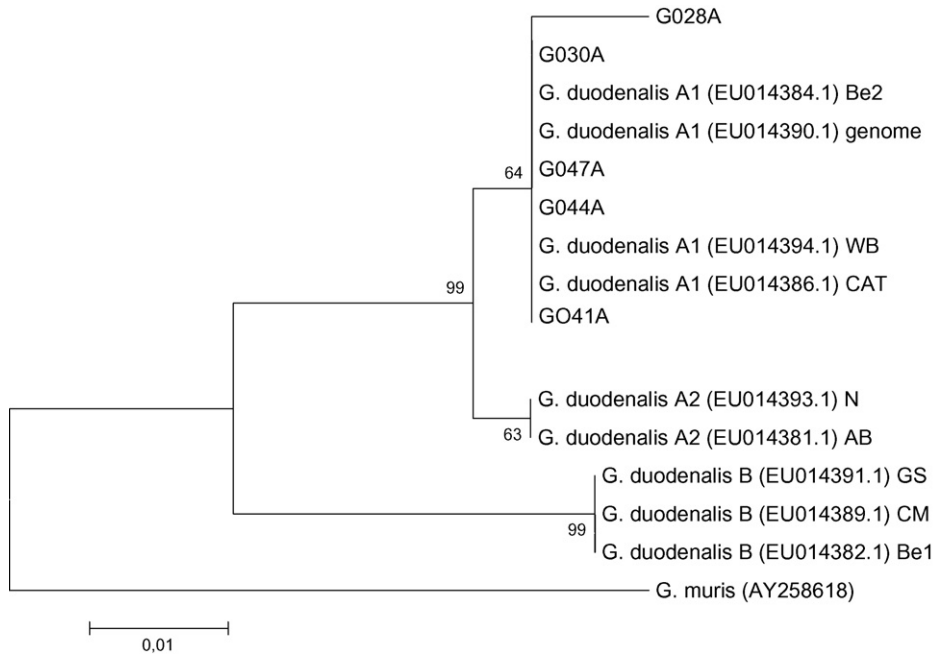 G028A
G030A
G. duodenalis A1 (EU014384.1) Be2
G. duodenalis A1 (EU014390.1) genome
64
G047A
G044A
G. duodenalis A1 (EU014394.1) WB
99
G. duodenalis A1 (EU014386.1) CAT
GO41A
G. duodenalis A2 (EU014393.1) N
63
G. duodenalis A2 (EU014381.1) AB
G. duodenalis B (EU014391.1) GS
G. duodenalis B (EU014389.1) CM
99
G. duodenalis B (EU014382.1) Be1
G. muris (AY258618)
0,01